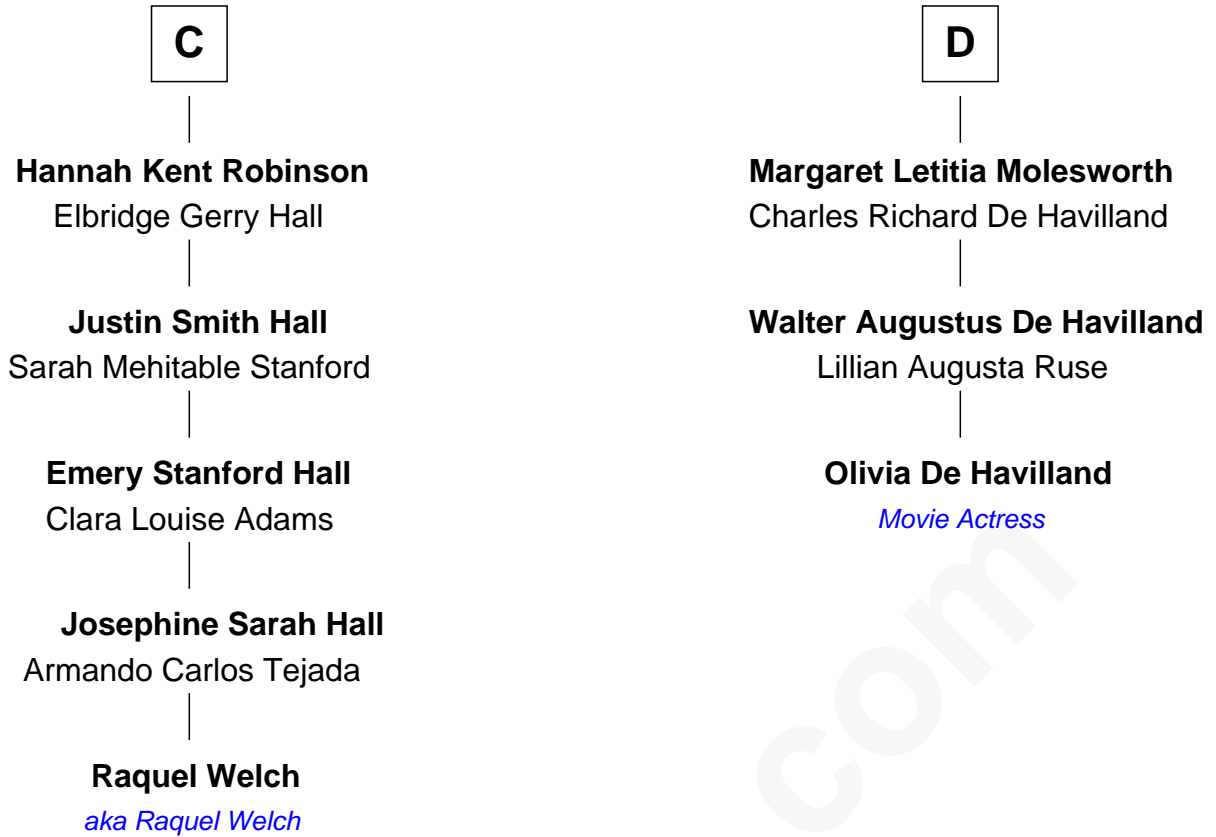 C
Hannah Kent Robinson
Elbridge Gerry Hall
Justin Smith Hall
Sarah Mehitable Stanford
Emery Stanford Hall
Clara Louise Adams
Josephine Sarah Hall
Armando Carlos Tejada
Raquel Welch
aka Raquel Welch
D
Margaret Letitia Molesworth
Charles Richard De Havilland
Walter Augustus De Havilland
Lillian Augusta Ruse
Olivia De Havilland
Movie Actress
com